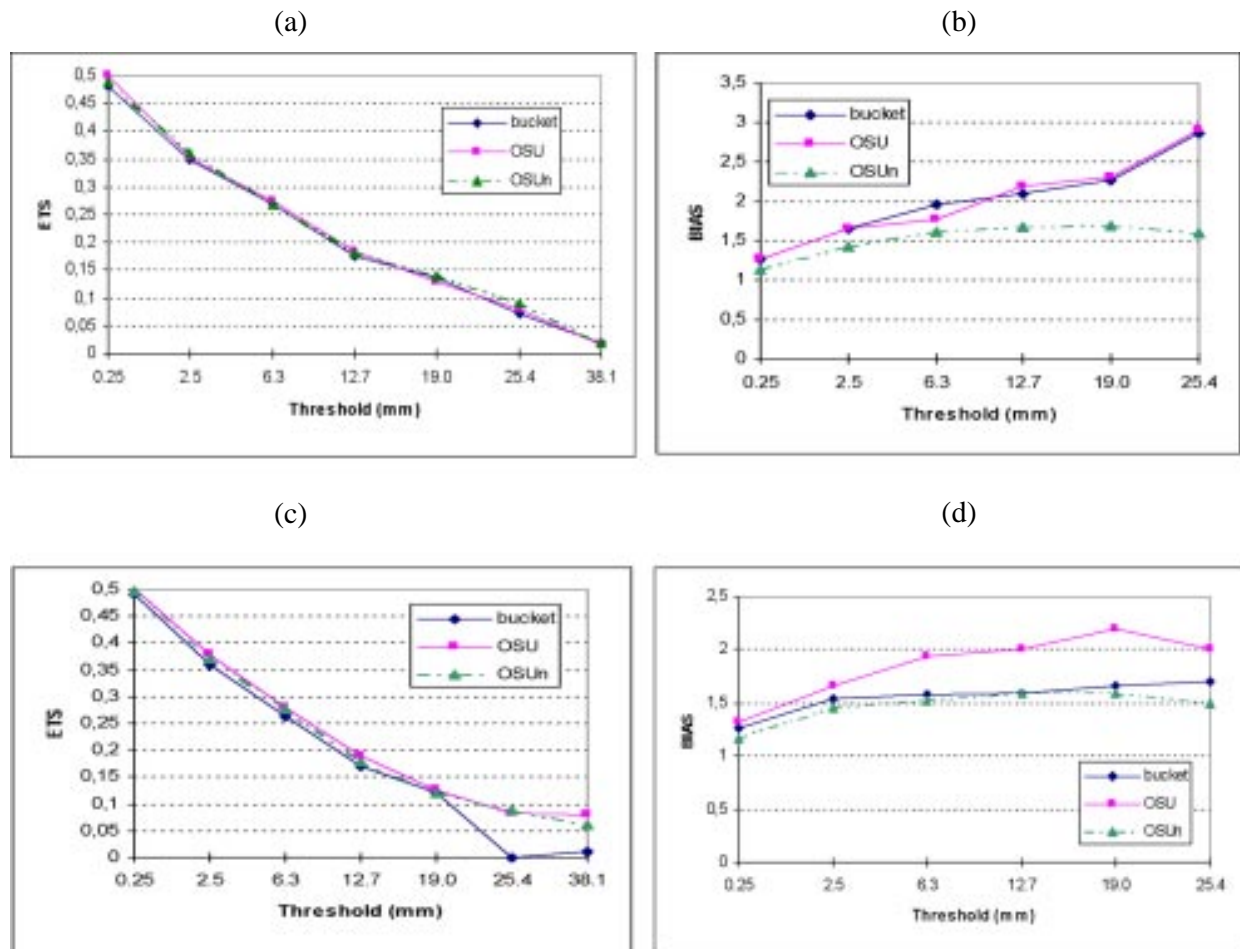 (a)
(b)
0,5
0,45
0,4
0,35
0,3
0,25
0,2
0,15
0,1
0,05
0
ETS
bucket
OSU
OSUn
0.25 2.5 6.3 12.7 19.0 25.4 38.1
Threshold (mm)
3,5
3
2,5
2
1,5
1
0,5
0
BIAS
bucket
OSU
OSUn
0.25 2.5 6.3 12.7 19.0 25.4
Threshold (mm)
(c)
(d)
0,5
0,45
0,4
0,35
0,3
0,25
0,2
0,15
0,1
0,05
0
ETS
bucket
OSU
OSUn
0.25 2.5 6.3 12.7 19.0 25.4 38.1
Threshold (mm)
2,5
2
1,5
1
0,5
0
BIAS
bucket
OSU
OSUn
0.25 2.5 6.3 12.7 19.0 25.4
Threshold (mm)